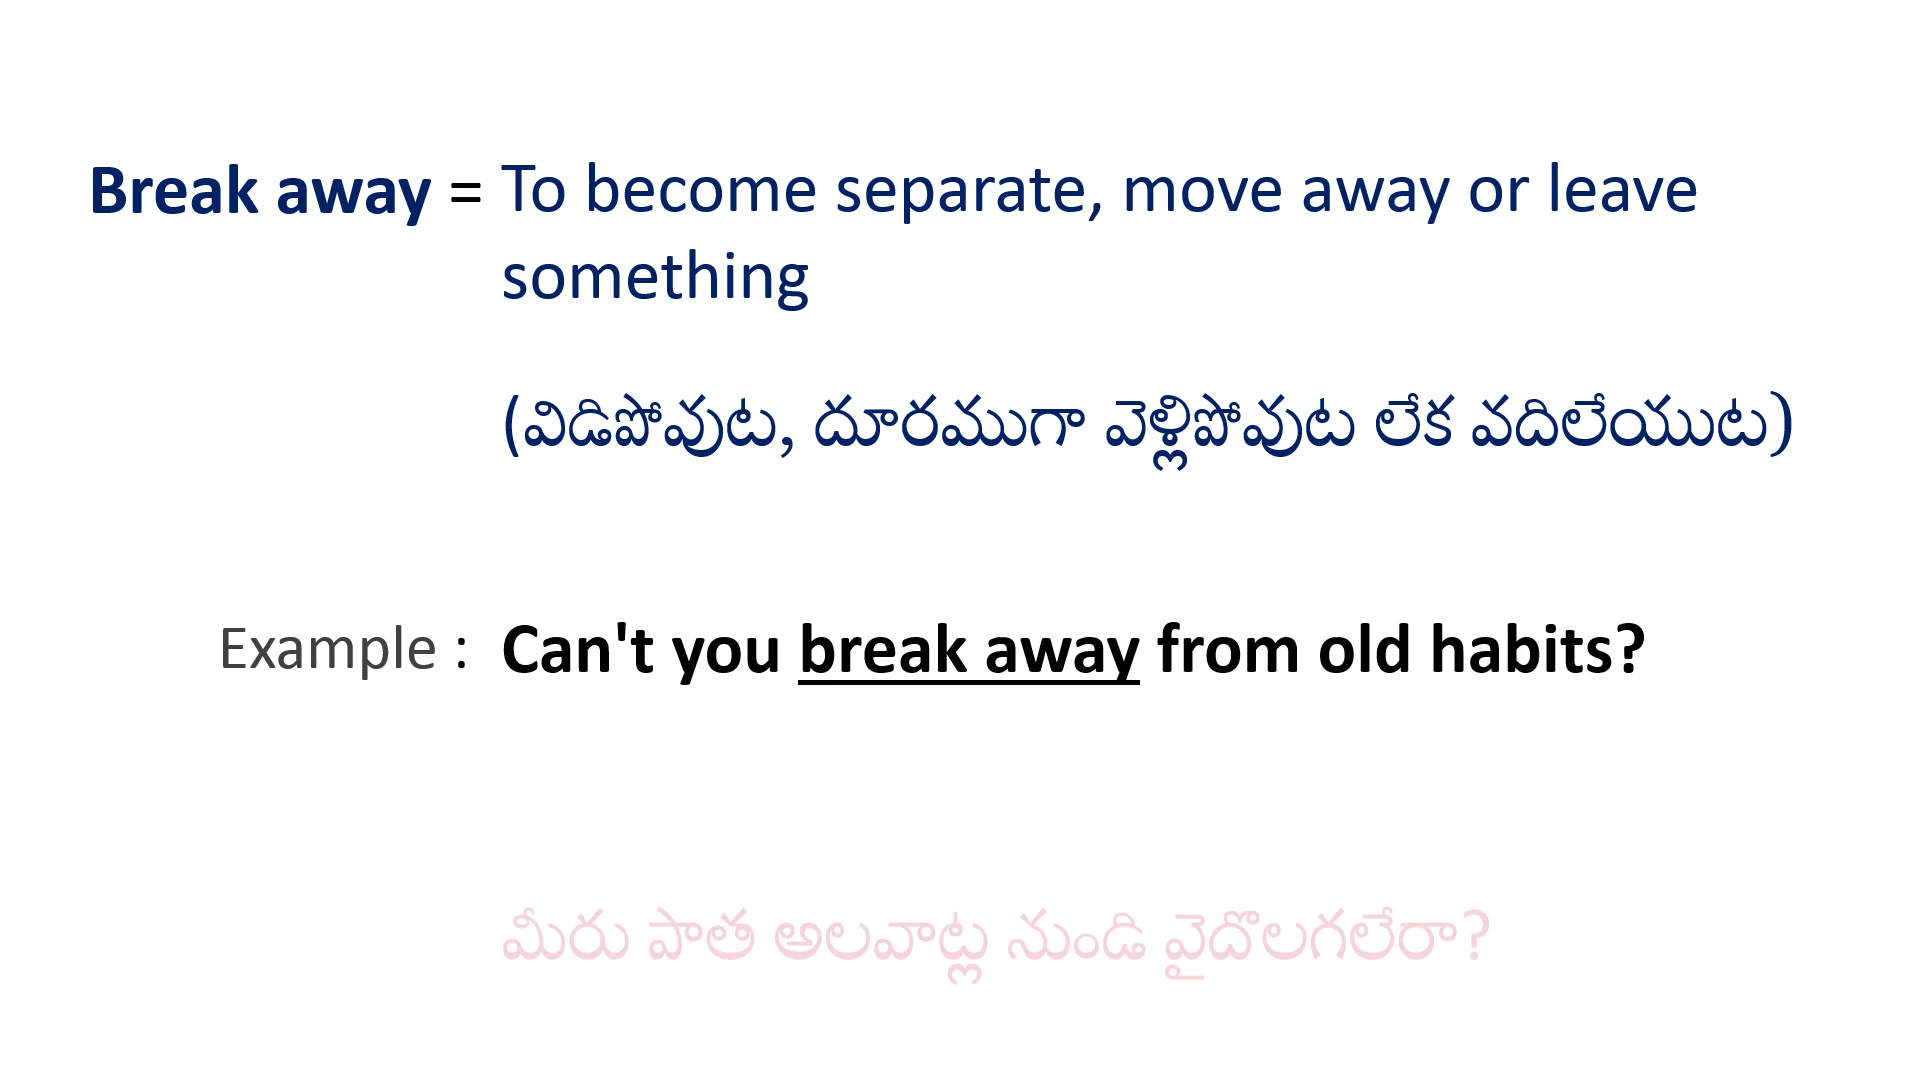 Break away = To become separate, move away or leave
something
(విడిపోవుట, దూరముగా వెళ్లిపోవుట లేక వదిలేయుట)
Example : Can't you break away from old habits?
మీరు పాత అలవాట్ల నుండి వైదొలగలేరా?